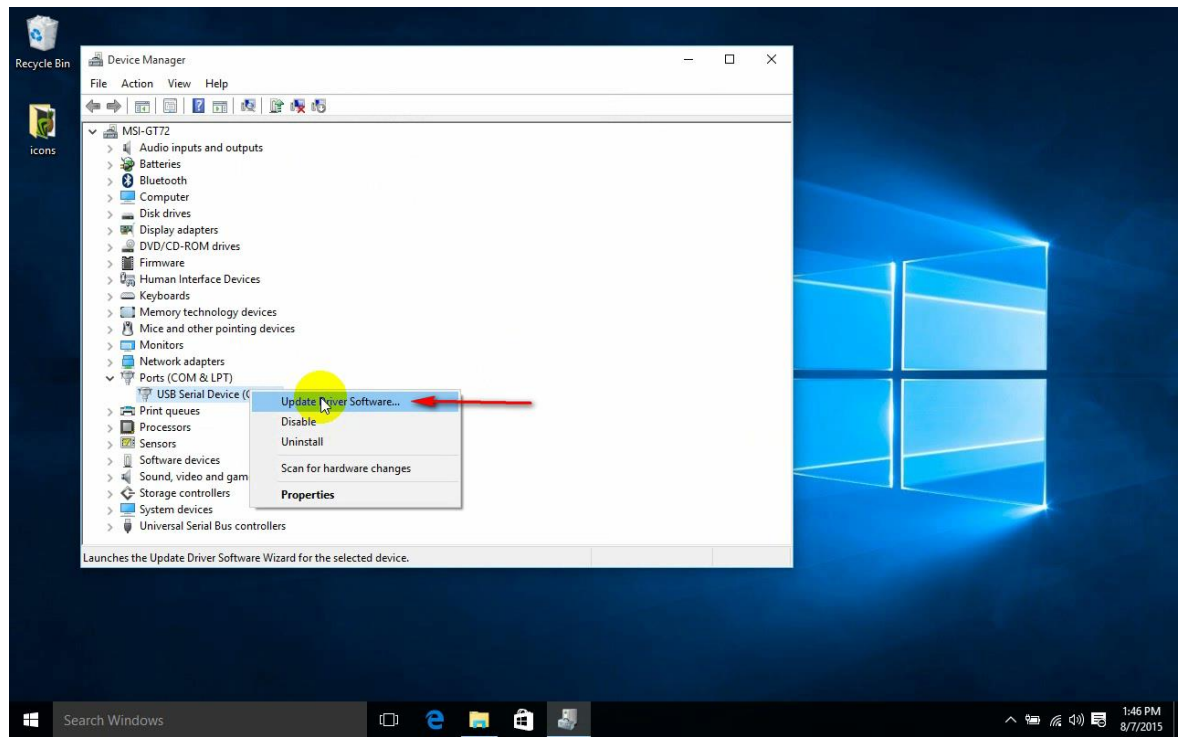 Recycle Bin
icons
Device Manager
File Action View Help
MSI-GT72
Audio inputs and outputs
Batteries
Bluetooth
Computer
Disk drives
Display adapters
DVD/CD-ROM drives
Firmware
Human Interface Devices
Keyboards
Memory technology devices
Mice and other pointing devices
Monitors
Network adapters
Ports (COM & LPT)
USB Serial Device (
Print queues
Processors
Sensors
Software devices
Sound, video and gam
Storage controllers
System devices
Universal Serial Bus controllers
Update Driver Software...
Disable
Uninstall
Scan for hardware changes
Properties
Launches the Update Driver Software Wizard for the selected device.
Search Windows
1:46 PM
8/7/2015